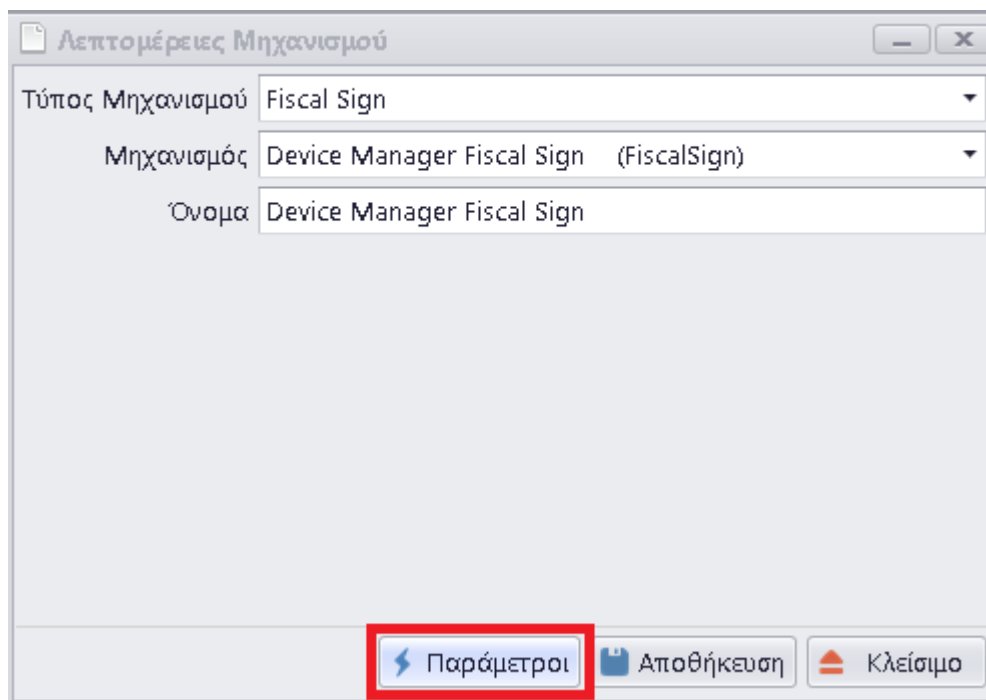 Λεπτομέρειες Μηχανισμού
Τύπος Μηχανισμού Fiscal Sign
Μηχανισμός Device Manager Fiscal Sign (FiscalSign)
Όνομα Device Manager Fiscal Sign
Παράμετροι Αποθήκευση Κλείσιμο